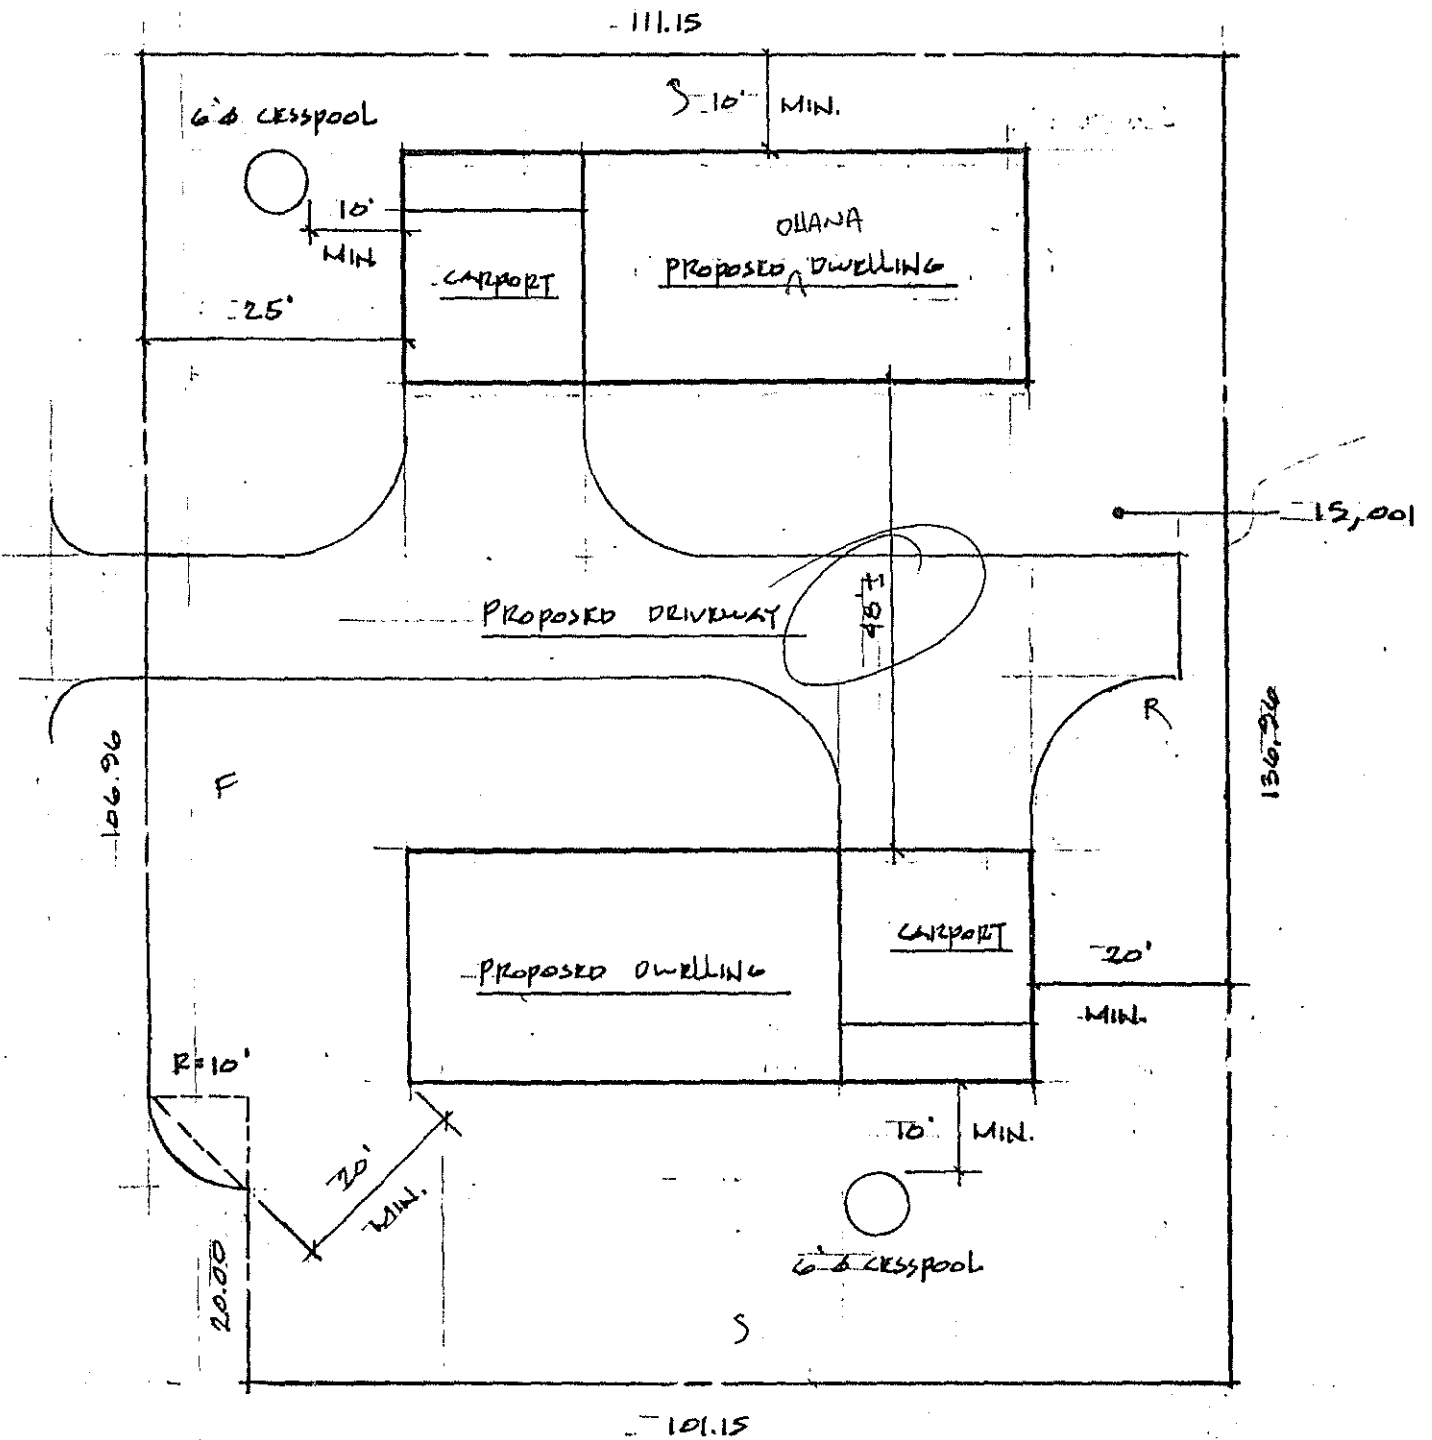 111.15
6'ø CESSPOOL
S 10' MIN.
10'
MIN
OHANA
PROPOSED ^ DWELLING
CARPORT
25'
15,001
PROPOSED DRIVEWAY
48'±
R
106.96
136.96
F
CARPORT
PROPOSED DWELLING
20'
MIN.
R=10'
10' MIN.
20'
MIN.
20.00
6'ø CESSPOOL
S
101.15